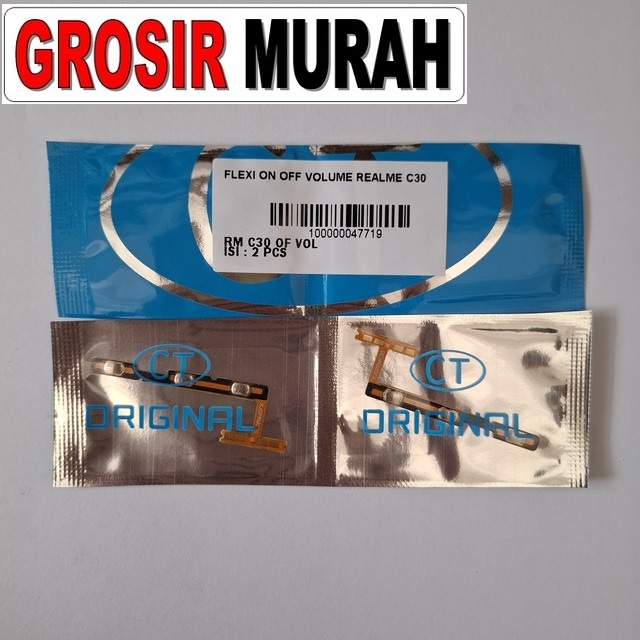 GROSIR MURAH
FLEXI ON OFF VOLUME REALME C30
100000047719
RM C30 OF VOL
ISI : 2 PCS
CT
ORIGINAL
CT
ORIGINAL